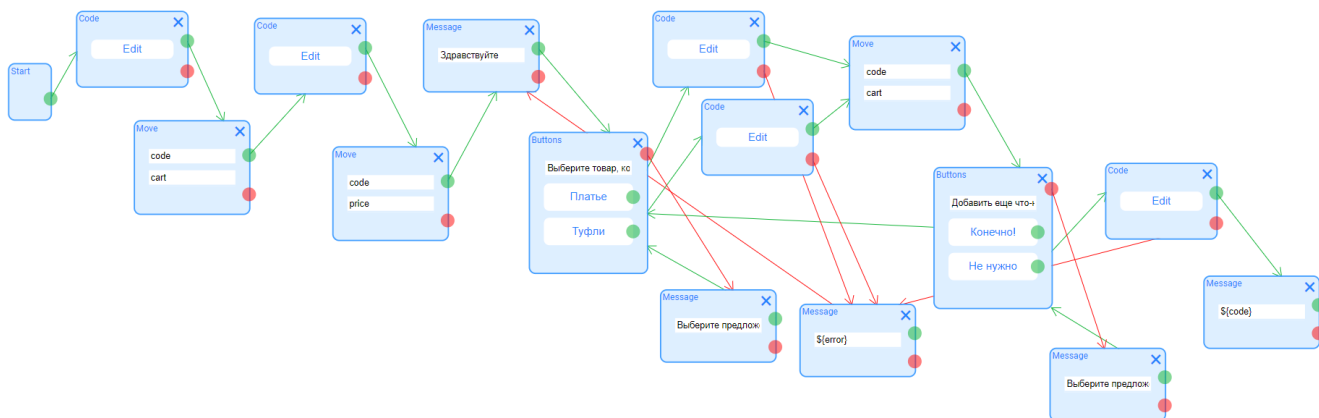 Start
Code
Edit
Move
code
cart
Code
Edit
Move
code
price
Message
Здравствуйте
Buttons
Выберите товар, ко
Платье
Туфли
Code
Edit
Code
Edit
Move
code
cart
Message
Выберите предлож
Message
${error}
Buttons
Добавить еще что-
Конечно!
Не нужно
Code
Edit
Message
Выберите предлож
Message
${code}